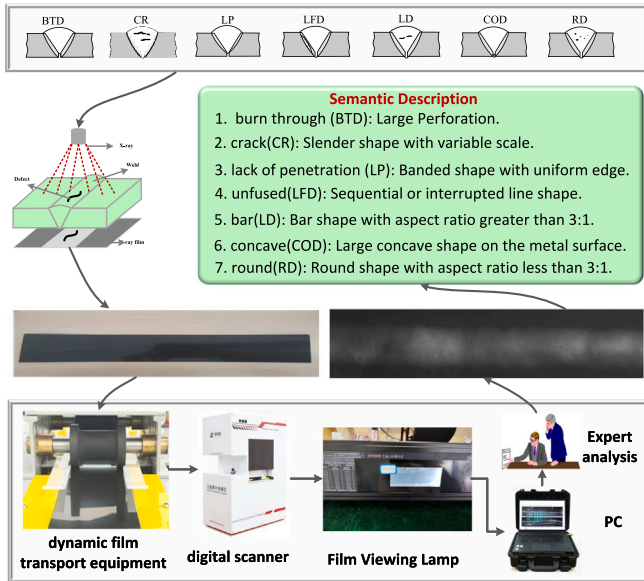 BTD
CR
LP
LFD
LD
COD
RD
X-ray
Weld
Defect
X-ray film
Semantic Description
1. burn through (BTD): Large Perforation.
2. crack(CR): Slender shape with variable scale.
3. lack of penetration (LP): Banded shape with uniform edge.
4. unfused(LFD): Sequential or interrupted line shape.
5. bar(LD): Bar shape with aspect ratio greater than 3:1.
6. concave(COD): Large concave shape on the metal surface.
7. round(RD): Round shape with aspect ratio less than 3:1.
Expert
analysis
PC
dynamic film
transport equipment
digital scanner
Film Viewing Lamp